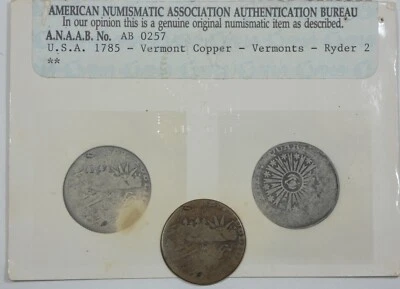 AMERICAN NUMISMATIC ASSOCIATION AUTHENTICATION BUREAU
In our opinion this is a genuine original numismatic item as described.*
A.N.A.A.B. No. AB 0257
U.S.A. 1785 - Vermont Copper - Vermonts - Ryder 2
**